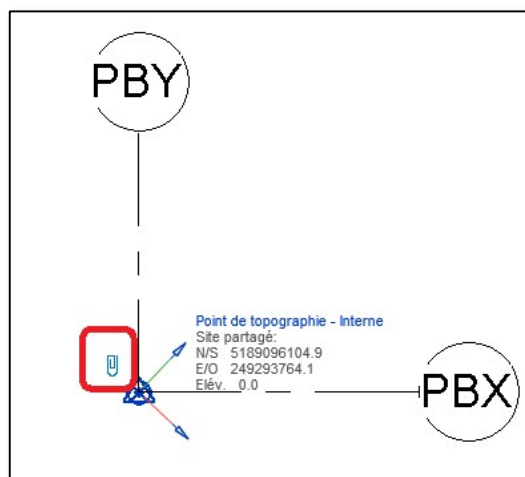 PBY
Point de topographie - Interne
Site partagé:
N/S 5189096104.9
E/O 249293764.1
Elév. 0.0
PBX